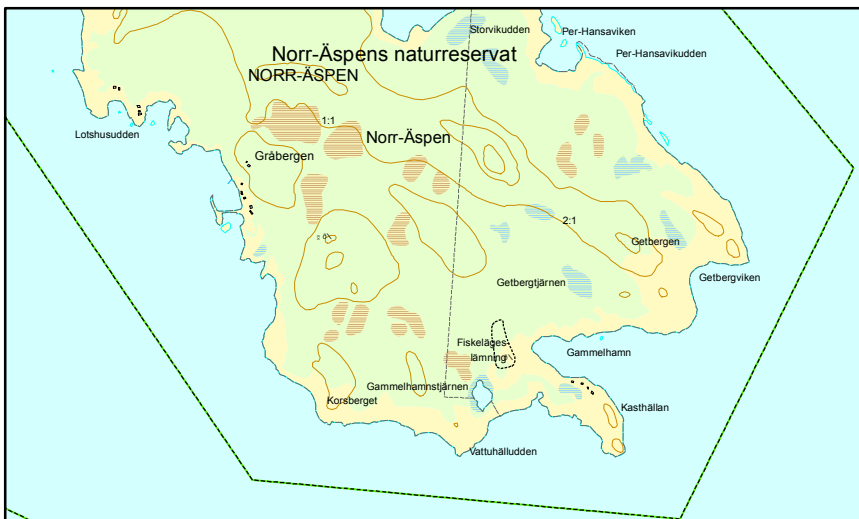 Storvikudden
Per-Hansaviken
Per-Hansavikudden
Norr-Äspens naturreservat
NORR-ÄSPEN
1:1
Lotshusudden
Norr-Äspen
Gråbergen
2:1
Getbergen
Getbergtjärnen
Getbergviken
Fiskeläges-
lämning
Gammelhamn
Gammelhamnstjärnen
Korsberget
Kasthällan
Vattuhälludden